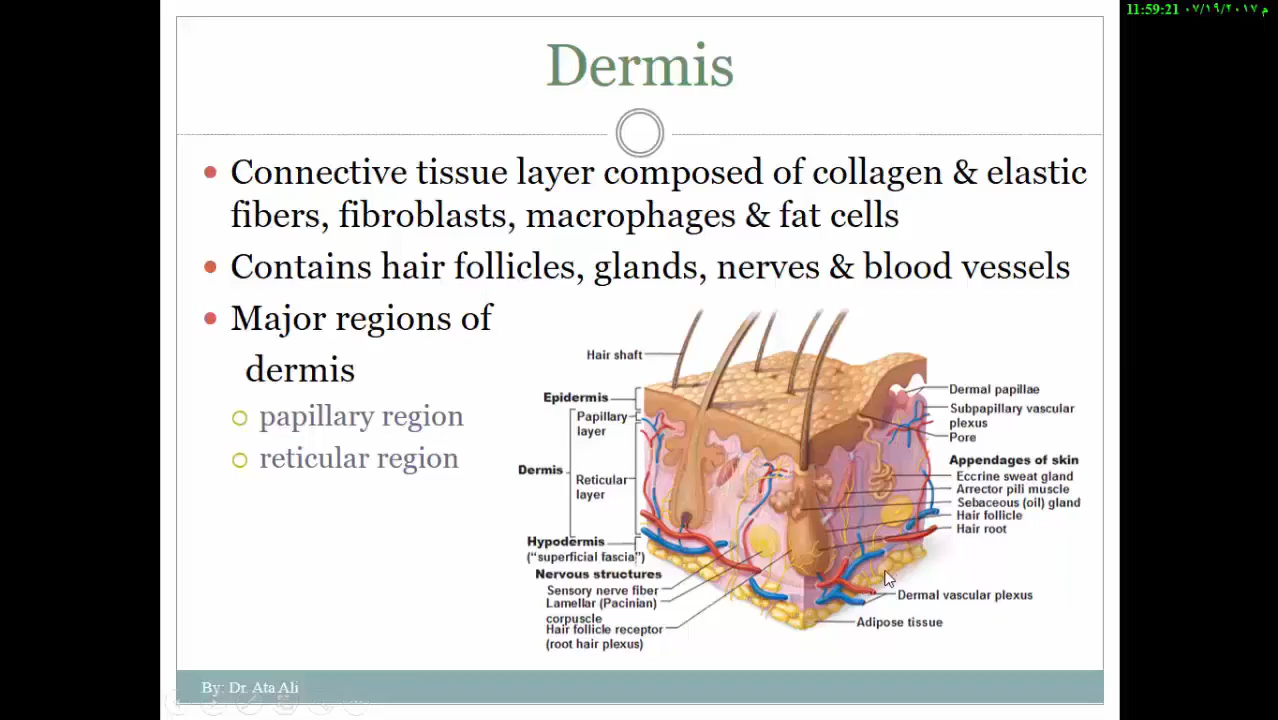 11:59:21 ٠٧/١٩/٢٠١٧ م
Dermis
Connective tissue layer composed of collagen & elastic
fibers, fibroblasts, macrophages & fat cells
Contains hair follicles, glands, nerves & blood vessels
Major regions of
dermis
papillary region
reticular region
Hair shaft
Epidermis
Papillary
layer
Dermis
Reticular
layer
Hypodermis
("superficial fascia")
Nervous structures
Sensory nerve fiber
Lamellar (Pacinian)
corpuscle
Hair follicle receptor
(root hair plexus)
Dermal papillae
Subpapillary vascular
plexus
Pore
Appendages of skin
Eccrine sweat gland
Arrector pili muscle
Sebaceous (oil) gland
Hair follicle
Hair root
Dermal vascular plexus
Adipose tissue
By: Dr. Ata Ali